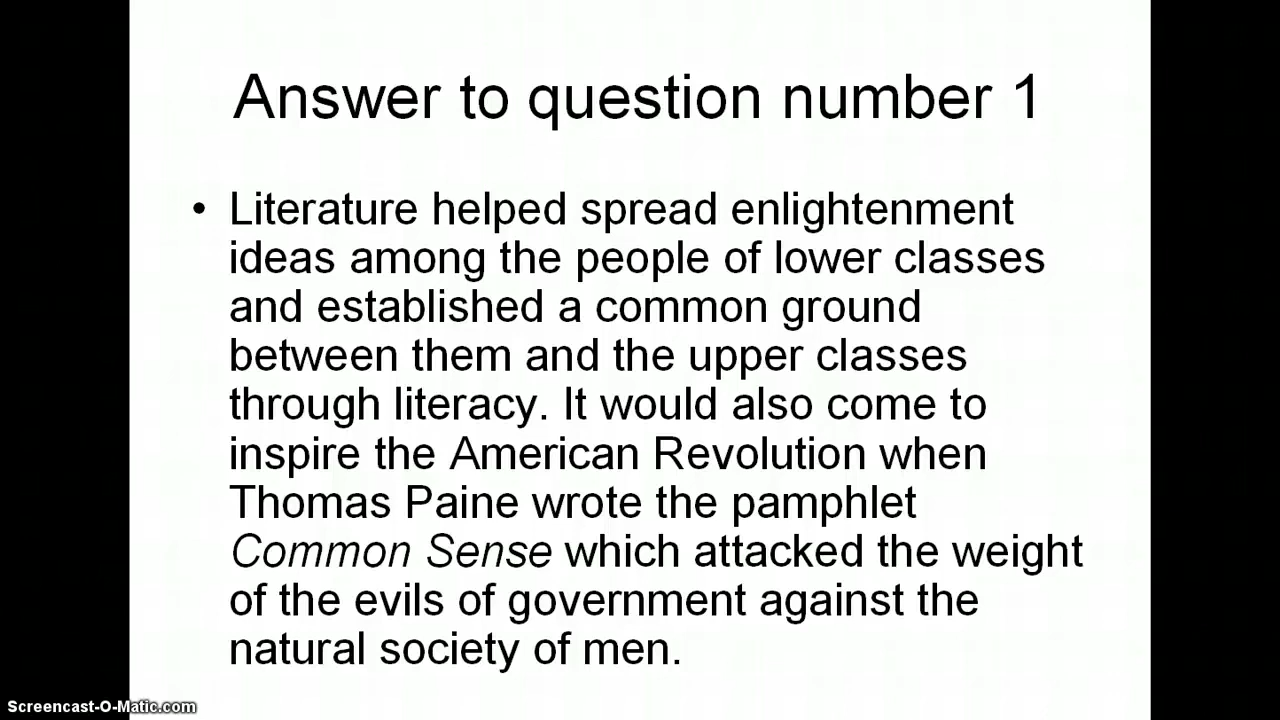 Answer to question number 1
• Literature helped spread enlightenment
ideas among the people of lower classes
and established a common ground
between them and the upper classes
through literacy. It would also come to
inspire the American Revolution when
Thomas Paine wrote the pamphlet
Common Sense which attacked the weight
of the evils of government against the
natural society of men.
Screencast-O-Matic.com